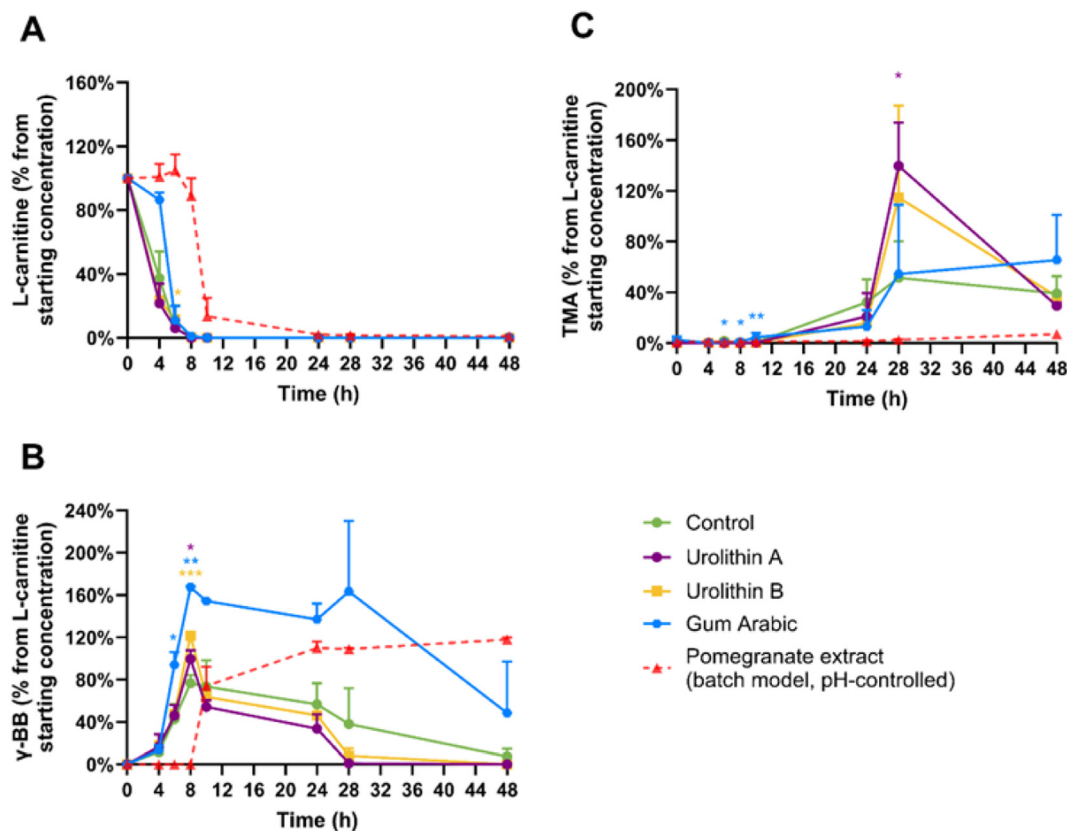 A
L-carnitine (% from
starting concentration)
160%
120%
80%
40%
0%
0 4 8 12 16 20 24 28 32 36 40 44 48
Time (h)
*
C
TMA (% from L-carnitine
starting concentration)
200%
160%
120%
80%
40%
0%
0 4 8 12 16 20 24 28 32 36 40 44 48
Time (h)
* * ** *
B
γ-BB (% from L-carnitine
starting concentration)
240%
200%
160%
120%
80%
40%
0%
0 4 8 12 16 20 24 28 32 36 40 44 48
Time (h)
*
**
***
*
Control
Urolithin A
Urolithin B
Gum Arabic
Pomegranate extract
(batch model, pH-controlled)